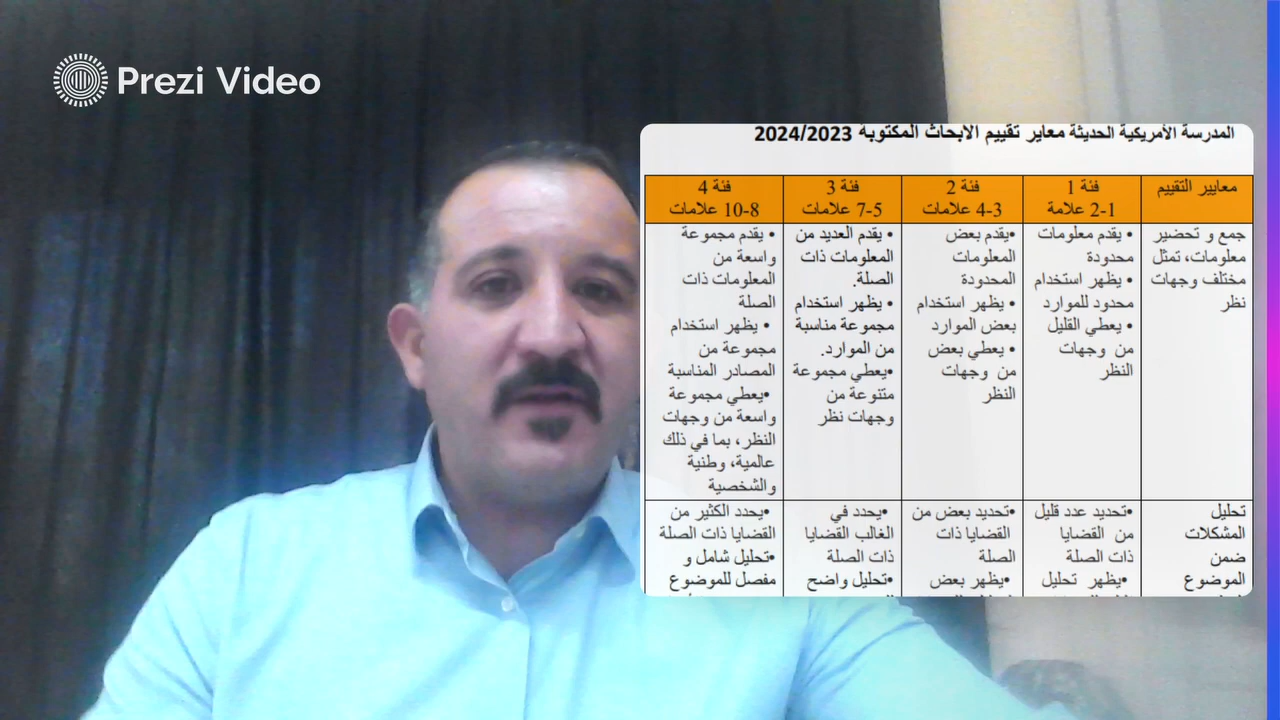 Prezi Video
المدرسة الأمريكية الحديثة معاير تقييم الابحاث المكتوبة 2024/2023
معايير التقييم
فئة 1
2-1 علامة
فئة 2
4-3 علامات
فئة 3
7-5 علامات
فئة 4
10-8 علامات
جمع و تحضير
معلومات، تمثل
مختلف وجهات
نظر
• يقدم معلومات
محدودة
• يظهر استخدام
محدود للموارد
• يعطي القليل
من وجهات
النظر
•يقدم بعض
المعلومات
المحدودة
• يظهر استخدام
بعض الموارد
• يعطي بعض
من وجهات
النظر
• يقدم العديد من
المعلومات ذات
الصلة.
• يظهر استخدام
مجموعة مناسبة
من الموارد.
•يعطي مجموعة
متنوعة من
وجهات نظر
• يقدم مجموعة
واسعة من
المعلومات ذات
الصلة
• يظهر استخدام
مجموعة من
المصادر المناسبة
•يعطي مجموعة
واسعة من وجهات
النظر، بما في ذلك
عالمية، وطنية
والشخصية
تحليل
المشكلات
ضمن
الموضوع
•تحديد عدد قليل
من القضايا
ذات الصلة
•يظهر تحليل
•تحديد بعض من
القضايا ذات
الصلة
•يظهر بعض
•يحدد في
الغالب القضايا
ذات الصلة
•تحليل واضح
•يحدد الكثير من
القضايا ذات الصلة
•تحليل شامل و
مفصل للموضوع